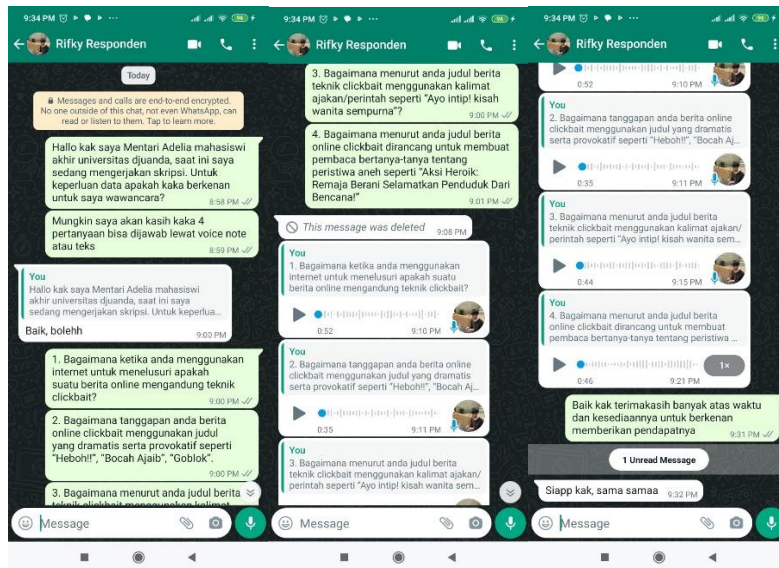 9:34 PM
94
Rifky Responden
Today
Messages and calls are end-to-end encrypted.
No one outside of this chat, not even WhatsApp, can
read or listen to them. Tap to learn more.
Hallo kak saya Mentari Adelia mahasiswi
akhir universitas djuanda, saat ini saya
sedang mengerjakan skripsi. Untuk
keperluan data apakah kaka berkenan
untuk saya wawancara?
8:58 PM
Mungkin saya akan kasih kaka 4
pertanyaan bisa dijawab lewat voice note
atau teks
8:59 PM
You
Hallo kak saya Mentari Adelia mahasiswi
akhir universitas djuanda, saat ini saya
sedang mengerjakan skripsi. Untuk keperlua...
Baik, bolehh
9:00 PM
1. Bagaimana ketika anda menggunakan
internet untuk menelusuri apakah
suatu berita online mengandung teknik
clickbait?
9:00 PM
2. Bagaimana tanggapan anda berita
online clickbait menggunakan judul
yang dramatis serta provokatif seperti
"Heboh!!", "Bocah Ajaib", "Goblok".
9:00 PM
3. Bagaimana menurut anda judul berita
teknik clickbait menggunakan kalimat
Message
9:34 PM
94
Rifky Responden
3. Bagaimana menurut anda judul berita
teknik clickbait menggunakan kalimat
ajakan/perintah seperti "Ayo intip! kisah
wanita sempurna"?
9:00 PM
4. Bagaimana menurut anda judul berita
online clickbait dirancang untuk membuat
pembaca bertanya-tanya tentang
peristiwa aneh seperti "Aksi Heroik:
Remaja Berani Selamatkan Penduduk Dari
Bencana!"
9:01 PM
This message was deleted
9:08 PM
You
1. Bagaimana ketika anda menggunakan
internet untuk menelusuri apakah suatu
berita online mengandung teknik clickbait?
0:52
9:10 PM
You
2. Bagaimana tanggapan anda berita online
clickbait menggunakan judul yang dramatis
serta provokatif seperti "Heboh!!", "Bocah Aj...
0:35
9:11 PM
You
3. Bagaimana menurut anda judul berita
teknik clickbait menggunakan kalimat ajakan/
perintah seperti "Ayo intip! kisah wanita sem...
Message
9:34 PM
94
Rifky Responden
0:52
9:10 PM
You
2. Bagaimana tanggapan anda berita online
clickbait menggunakan judul yang dramatis
serta provokatif seperti "Heboh!!", "Bocah Aj...
0:35
9:11 PM
You
3. Bagaimana menurut anda judul berita
teknik clickbait menggunakan kalimat ajakan/
perintah seperti "Ayo intip! kisah wanita sem...
0:44
9:15 PM
You
4. Bagaimana menurut anda judul berita
online clickbait dirancang untuk membuat
pembaca bertanya-tanya tentang peristiwa ...
1×
0:46
9:21 PM
Baik kak terimakasih banyak atas waktu
dan kesediaannya untuk berkenan
memberikan pendapatnya
9:31 PM
1 Unread Message
Siapp kak, sama samaa
9:32 PM
Message